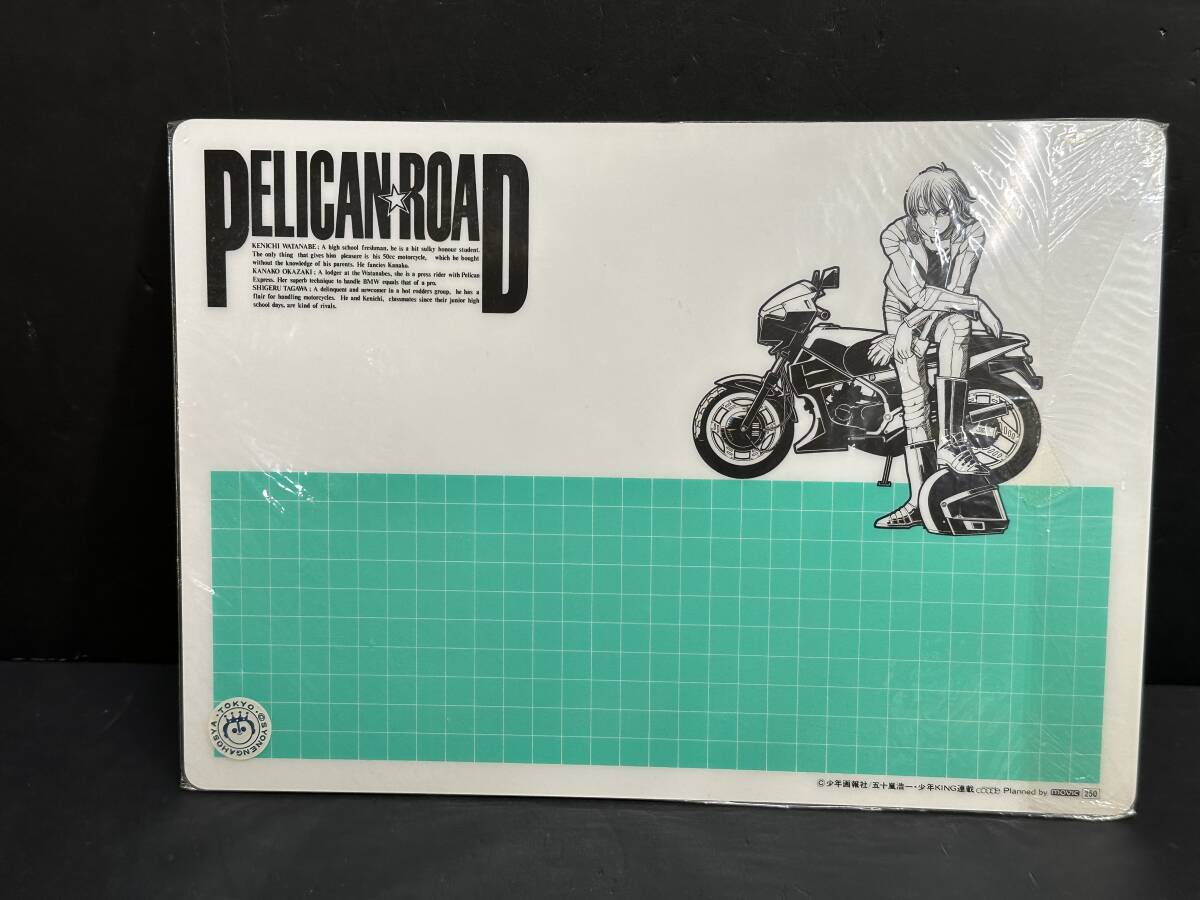 PELICAN☆ROAD
KENICHI WATANABE : A high school freshman, he is a bit sulky honour student.
The only thing that gives him pleasure is his 50cc motorcycle, which he bought
without the knowledge of his parents. He fancies Kanako.
KANAKO OKAZAKI : A lodger at the Watanabes, she is a press rider with Pelican
Express. Her superb technique to handle BMW equals that of a pro.
SHIGERU TAGAWA : A delinquent and newcomer in a hot rodders group, he has a
flair for handling motorcycles. He and Kenichi, classmates since their junior high
school days, are kind of rivals.
TOKYO · ©SYONENGAHOSYA ·
©少年画報社/五十嵐浩一・少年KING連載 Planned by movic 250